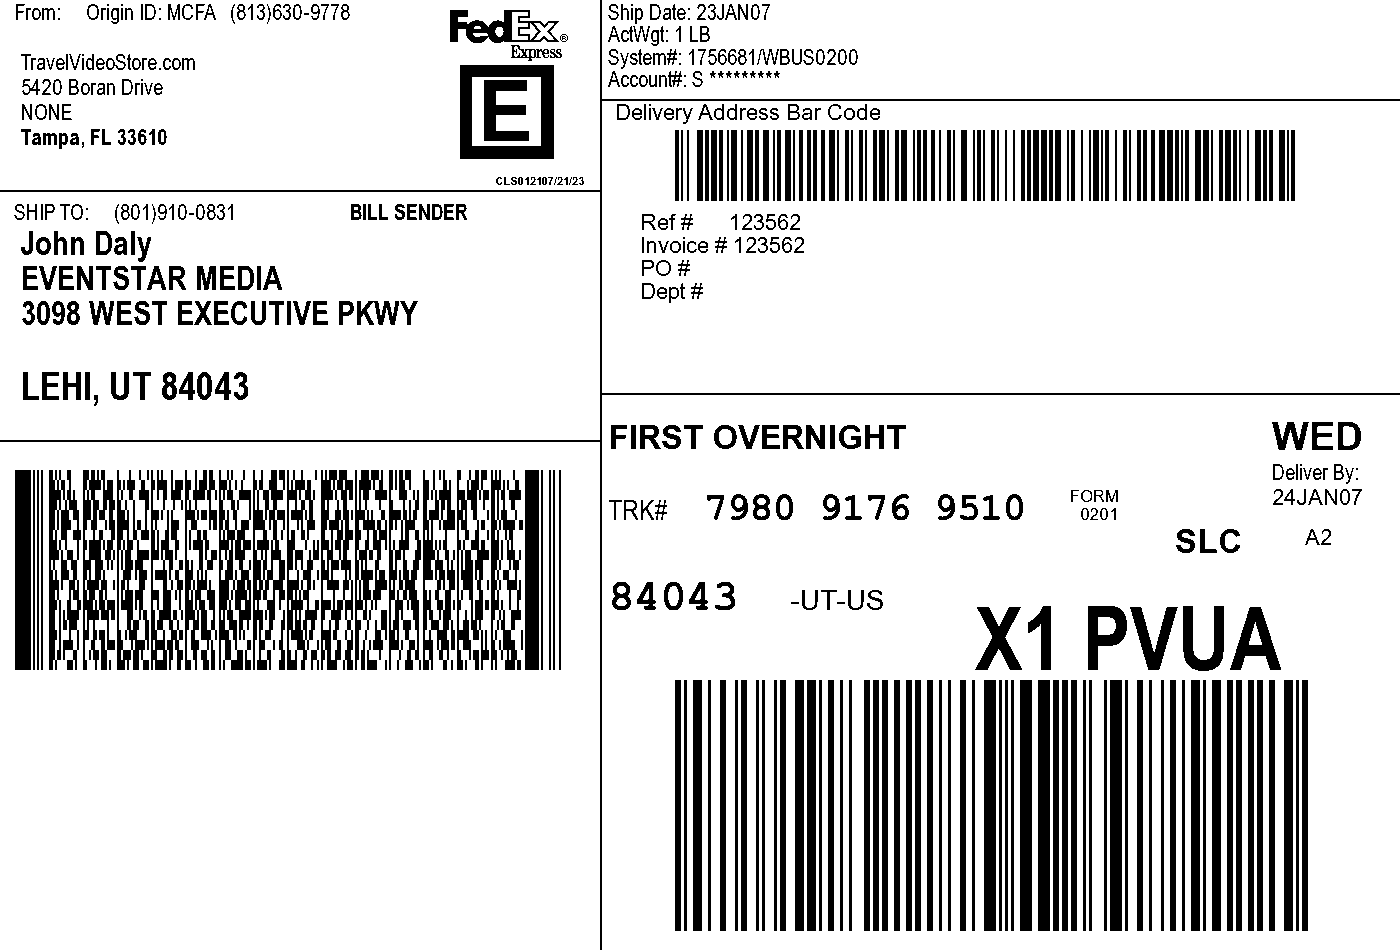 From: Origin ID: MCFA (813)630-9778
TravelVideoStore.com
5420 Boran Drive
NONE
Tampa, FL 33610
FedEx®
Express
E
CLS012107/21/23
Ship Date: 23JAN07
ActWgt: 1 LB
System#: 1756681/WBUS0200
Account#: S *********
Delivery Address Bar Code
Ref # 123562
Invoice # 123562
PO #
Dept #
SHIP TO: (801)910-0831 BILL SENDER
John Daly
EVENTSTAR MEDIA
3098 WEST EXECUTIVE PKWY
LEHI, UT 84043
FIRST OVERNIGHT
WED
Deliver By:
24JAN07
TRK# 7980 9176 9510 FORM
0201
SLC A2
84043 -UT-US
X1 PVUA